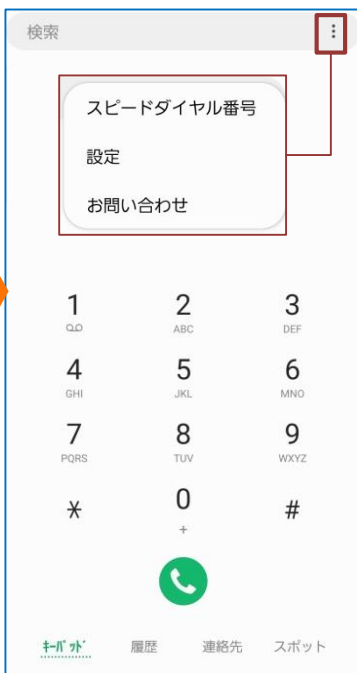 検索
スピードダイヤル番号
設定
お問い合わせ
1 2 3
ABC DEF
4 5 6
GHI JKL MNO
7 8 9
PQRS TUV WXYZ
* 0 #
+
ｷｰﾊﾟｯﾄﾞ 履歴 連絡先 スポット